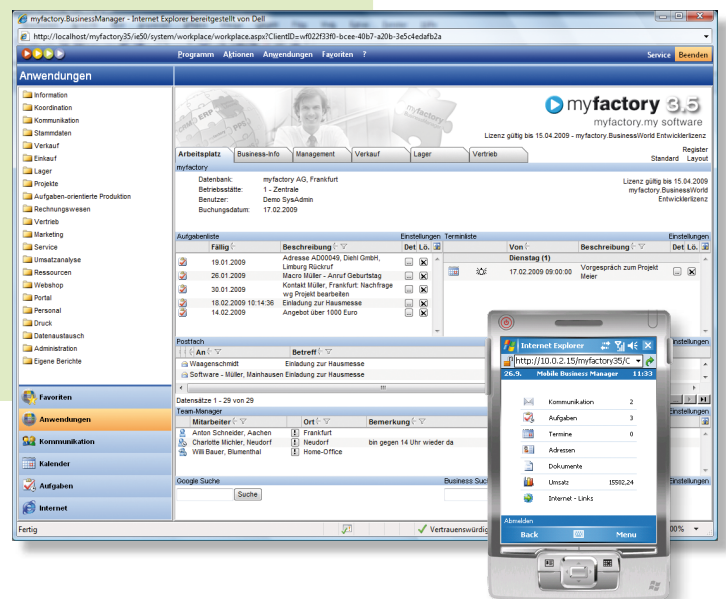 myfactory.BusinessManager - Internet Explorer bereitgestellt von Dell
http://localhost/myfactory35/ie50/system/workplace/workplace.aspx?ClientID=wf022f33f0-bcee-40b7-a20b-3e5c4edafb2a
Programm Aktionen Anwendungen Favoriten ? Service Beenden
Anwendungen
Information
Koordination
Kommunikation
Stammdaten
Verkauf
Einkauf
Lager
Projekte
Aufgaben-orientierte Produktion
Rechnungswesen
Vertrieb
Marketing
Service
Umsatzanalyse
Ressourcen
Webshop
Portal
Personal
Druck
Datenaustausch
Administration
Eigene Berichte
Favoriten
Anwendungen
Kommunikation
Kalender
Aufgaben
Internet
Fertig
ERP
PPS
myfactory
myfactory 3.5
myfactory.my software
Lizenz gültig bis 15.04.2009 - myfactory.BusinessWorld Entwicklerlizenz
Arbeitsplatz Business-Info Management Verkauf Lager Vertrieb
Register
Standard Layout
myfactory
Datenbank: myfactory AG, Frankfurt
Betriebsstätte: 1 - Zentrale
Benutzer: Demo SysAdmin
Buchungsdatum: 17.02.2009
Lizenz gültig bis 15.04.2009
myfactory.BusinessWorld
Entwicklerlizenz
Aufgabenliste Einstellungen
Fällig Beschreibung Det Lö.
19.01.2009 Adresse AD00049, Diehl GmbH,
Limburg Rückruf
26.01.2009 Macro Müller - Anruf Geburtstag
30.01.2009 Kontakt Müller, Frankfurt: Nachfrage
wg Projekt bearbeiten
18.02.2009 10:14:36 Einladung zur Hausmesse
14.02.2009 Angebot über 1000 Euro
Terminliste Einstellungen
Von Beschreibung Det Lö.
Dienstag (1)
17.02.2009 09:00:00 Vorgespräch zum Projekt
Meier
Postfach
An Betreff
Waagenschmidt Einladung zur Hausmesse
Software - Müller, Mainhausen Einladung zur Hausmesse
Datensätze 1 - 29 von 29
Team-Manager
Mitarbeiter Ort Bemerkung
Anton Schneider, Aachen Frankfurt
Charlotte Michler, Neudorf Neudorf bin gegen 14 Uhr wieder da
Willi Bauer, Blumenthal Home-Office
Google Suche
Suche
Business Suc
Einstellungen
Vertrauenswürdig
00%
Internet Explorer
http://10.0.2.15/myfactory35/C
26.9. Mobile Business Manager 11:33
Kommunikation 2
Aufgaben 3
Termine 0
Adressen
Dokumente
Umsatz 15502,24
Internet - Links
Abmelden
Back Menu